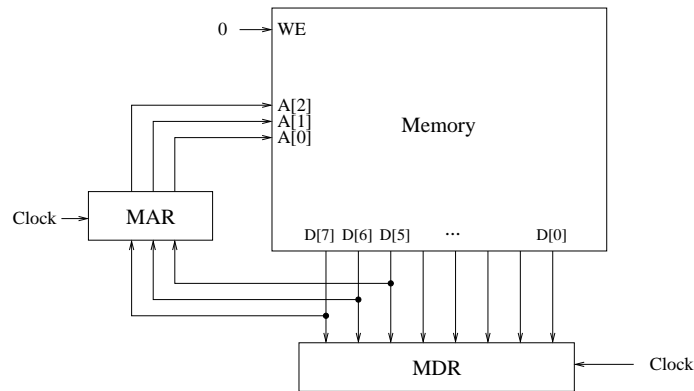 0
WE
A[2]
A[1]
A[0]
Memory
Clock
MAR
D[7] D[6] D[5] ... D[0]
MDR
Clock